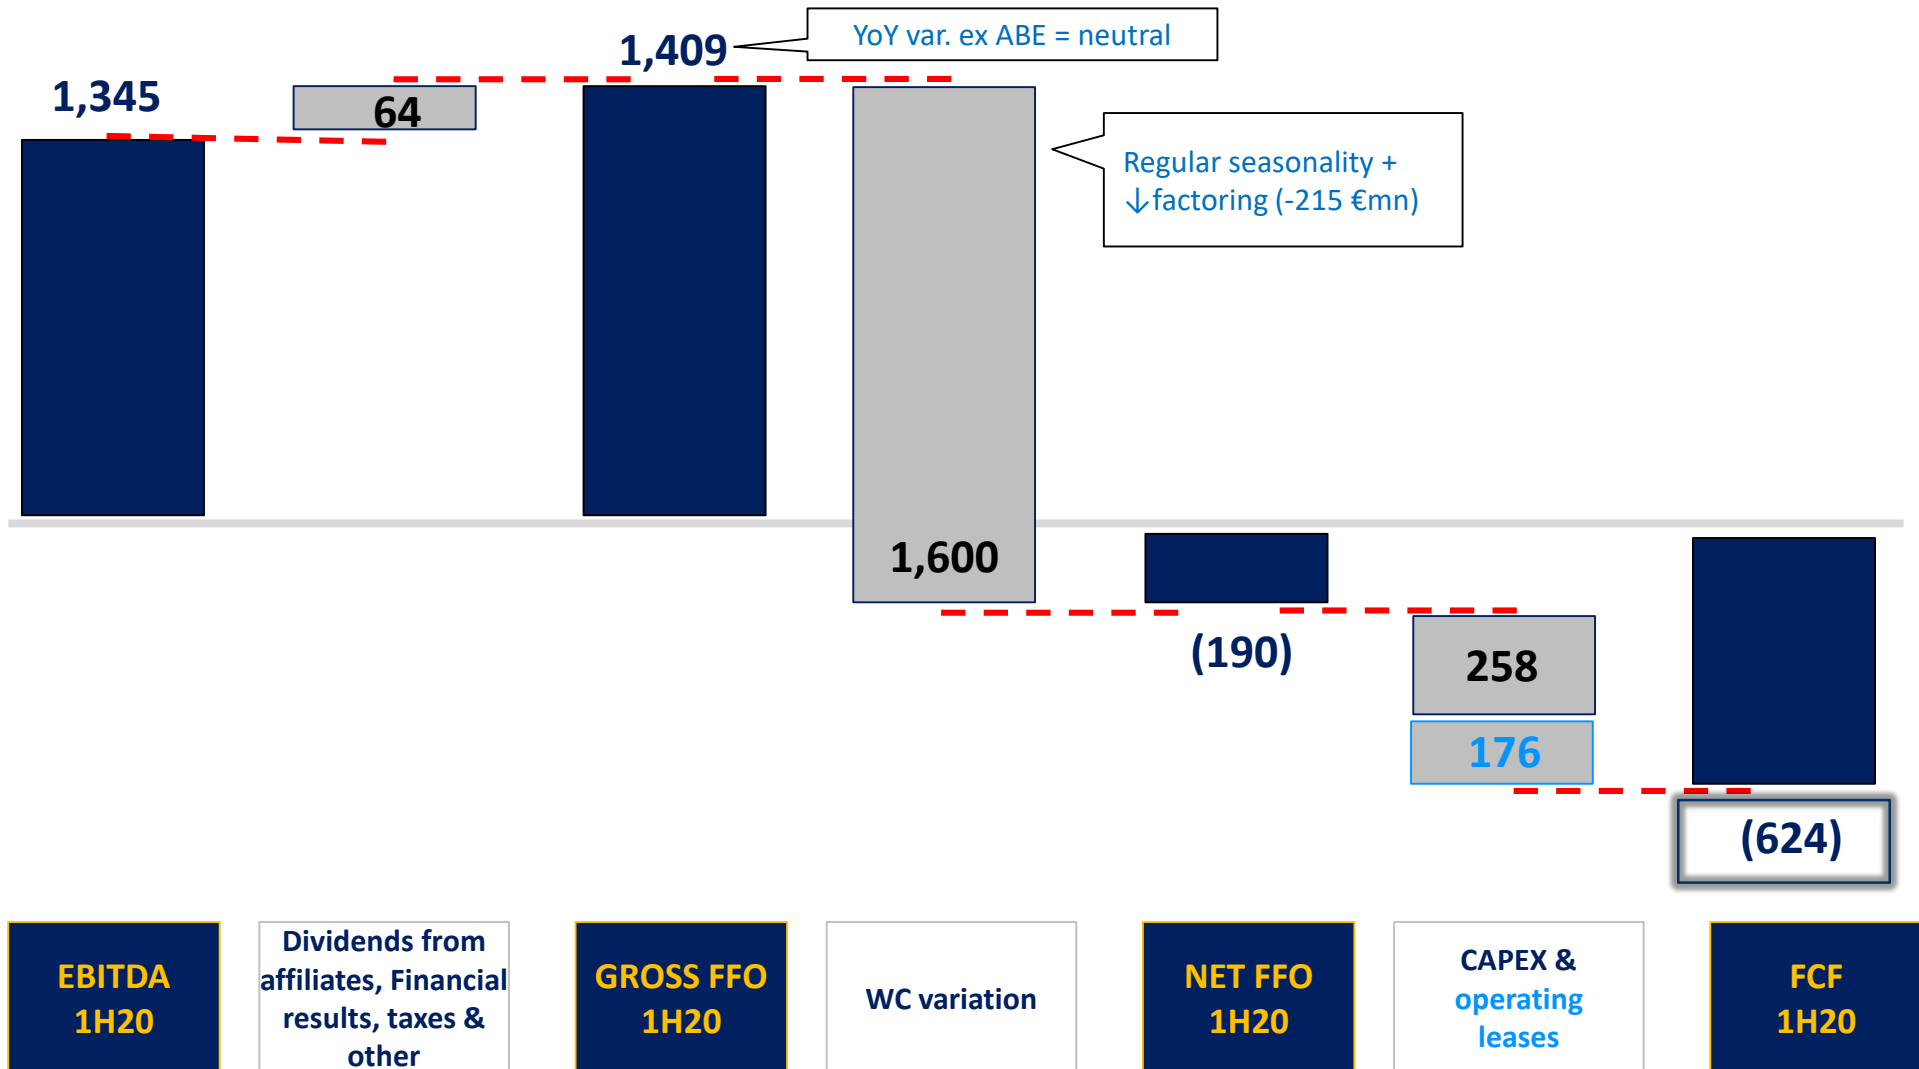 1,345
64
1,409
YoY var. ex ABE = neutral
Regular seasonality +
↓factoring (-215 €mn)
1,600
(190)
258
176
(624)
EBITDA
1H20
Dividends from
affiliates, Financial
results, taxes &
other
GROSS FFO
1H20
WC variation
NET FFO
1H20
CAPEX &
operating
leases
FCF
1H20